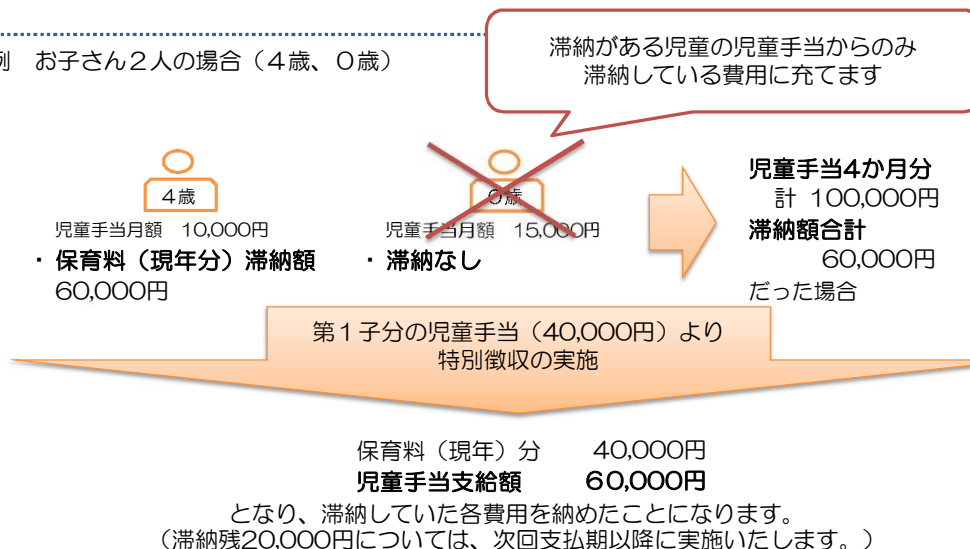 例 お子さん2人の場合（4歳、0歳）
滞納がある児童の児童手当からのみ
滞納している費用に充てます
4歳
児童手当月額 10,000円
・保育料（現年分）滞納額
60,000円
0歳
児童手当月額 15,000円
・滞納なし
児童手当4か月分
計 100,000円
滞納額合計
60,000円
だった場合
第1子分の児童手当（40,000円）より
特別徴収の実施
保育料（現年）分 40,000円
児童手当支給額 60,000円
となり、滞納していた各費用を納めたことになります。
（滞納残20,000円については、次回支払期以降に実施いたします。）